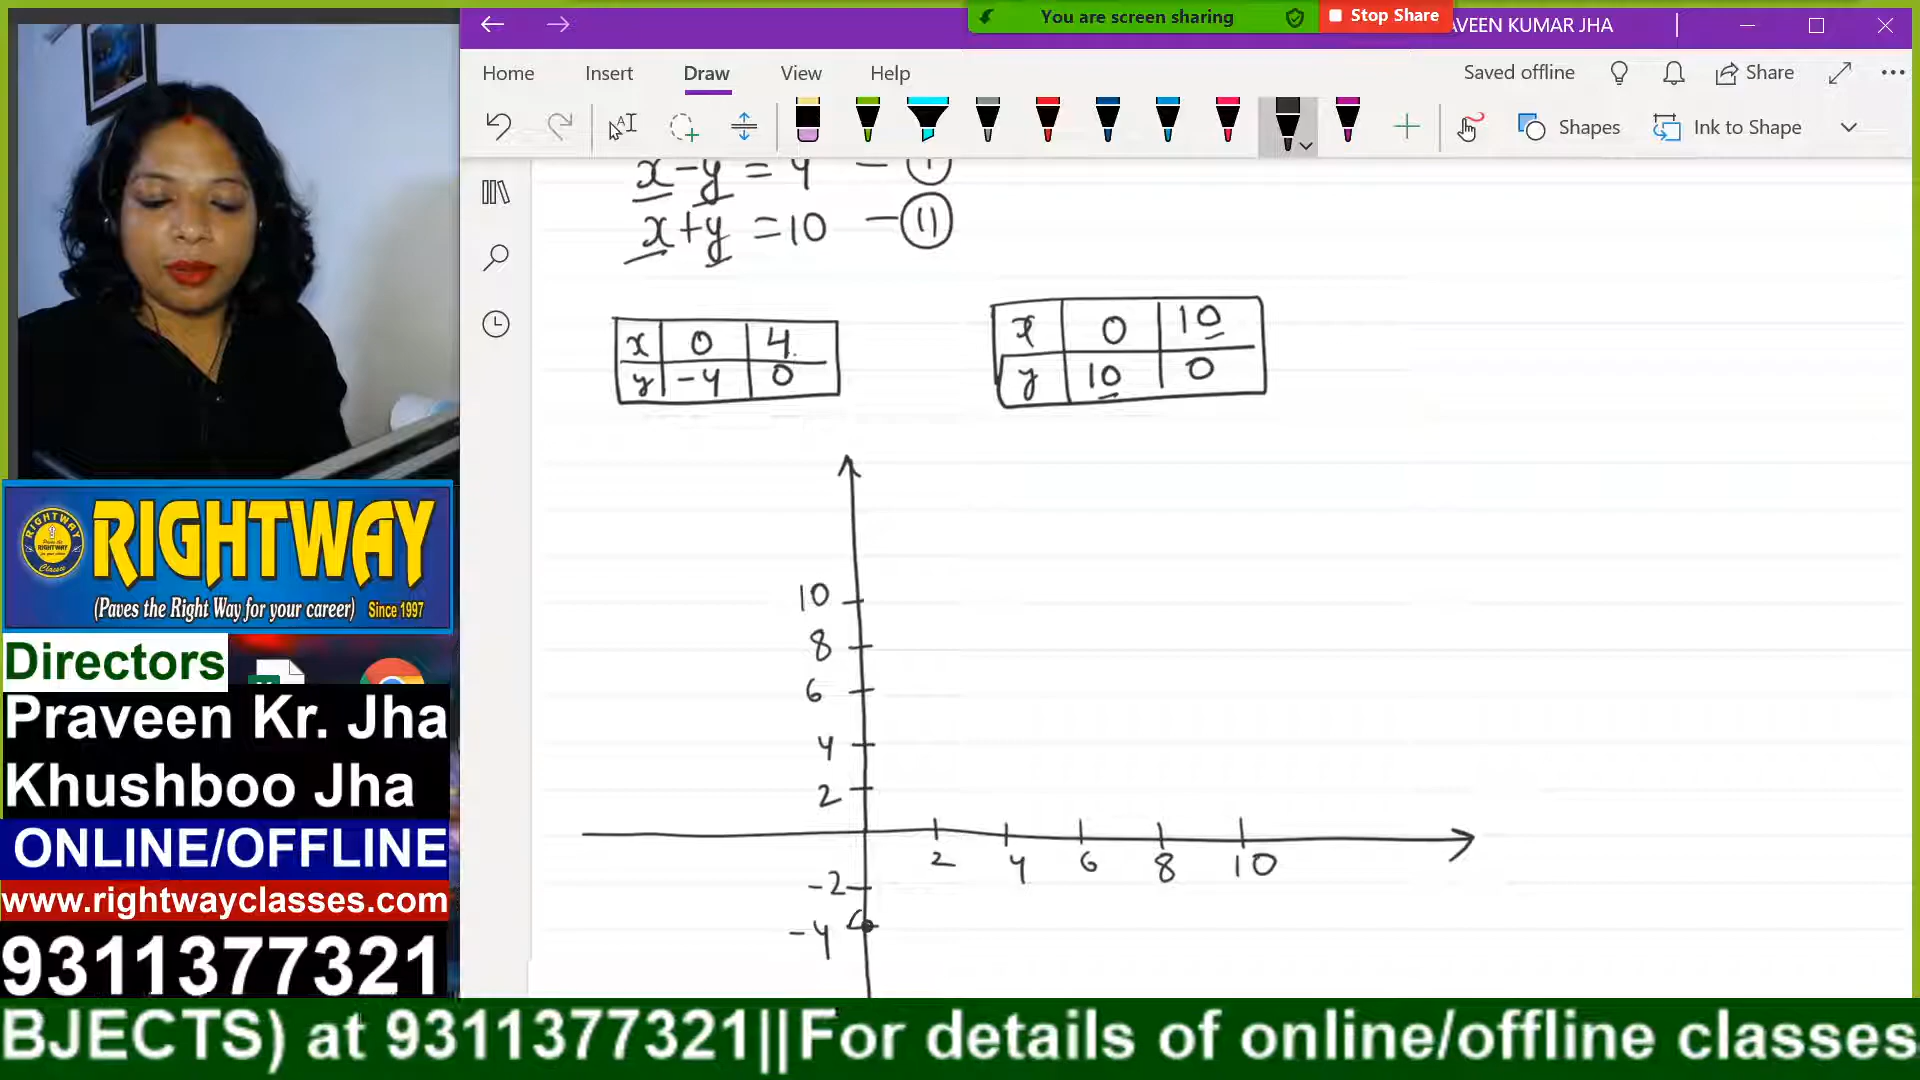 You are screen sharing
Stop Share
AVEEN KUMAR JHA
Home Insert Draw View Help
Saved offline
Share
Shapes
Ink to Shape
x - y = 4 — (I)
x + y = 10 — (II)
x 0 4
y -4 0
x 0 10
y 10 0
10
8
6
4
2
2 4 6 8 10
-2
-4
RIGHTWAY
RIGHTWAY
Classes
(Paves the Right Way for your career) Since 1997
Directors
Praveen Kr. Jha
Khushboo Jha
ONLINE/OFFLINE
www.rightwayclasses.com
9311377321
BJECTS) at 9311377321||For details of online/offline classes